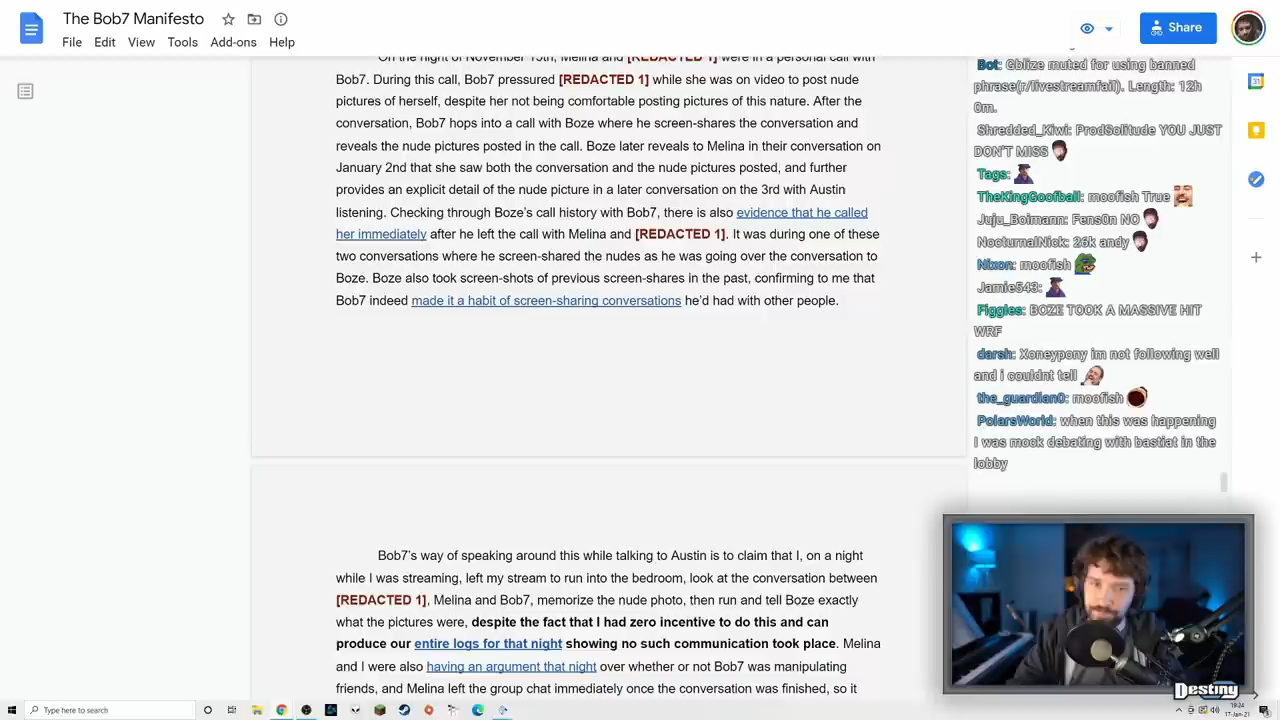 The Bob7 Manifesto
File Edit View Tools Add-ons Help
Share
On the night of November 15th, Melina and [REDACTED 1] were in a personal call with
Bob7. During this call, Bob7 pressured [REDACTED 1] while she was on video to post nude
pictures of herself, despite her not being comfortable posting pictures of this nature. After the
conversation, Bob7 hops into a call with Boze where he screen-shares the conversation and
reveals the nude pictures posted in the call. Boze later reveals to Melina in their conversation on
January 2nd that she saw both the conversation and the nude pictures posted, and further
provides an explicit detail of the nude picture in a later conversation on the 3rd with Austin
listening. Checking through Boze's call history with Bob7, there is also evidence that he called
her immediately after he left the call with Melina and [REDACTED 1]. It was during one of these
two conversations where he screen-shared the nudes as he was going over the conversation to
Boze. Boze also took screen-shots of previous screen-shares in the past, confirming to me that
Bob7 indeed made it a habit of screen-sharing conversations he'd had with other people.
Bob7's way of speaking around this while talking to Austin is to claim that I, on a night
while I was streaming, left my stream to run into the bedroom, look at the conversation between
[REDACTED 1], Melina and Bob7, memorize the nude photo, then run and tell Boze exactly
what the pictures were, despite the fact that I had zero incentive to do this and can
produce our entire logs for that night showing no such communication took place. Melina
and I were also having an argument that night over whether or not Bob7 was manipulating
friends, and Melina left the group chat immediately once the conversation was finished, so it
Bot: Gblize muted for using banned
phrase(r/livestreamfail). Length: 12h
0m.
Shredded_Kiwi: ProdSolitude YOU JUST
DON'T MISS
Tags:
TheKingGoofball: moofish True
Juju_Boimann: Fens0n NO
NocturnalNick: 26k andy
Nixon: moofish
Jamie543:
Figgles: BOZE TOOK A MASSIVE HIT
WRF
darsh: Xoneypony im not following well
and i couldnt tell
the_guardian0: moofish
PolarsWorld: when this was happening
I was mock debating with bastiat in the
lobby
Destiny
Type here to search
19:24
17-Jan-21